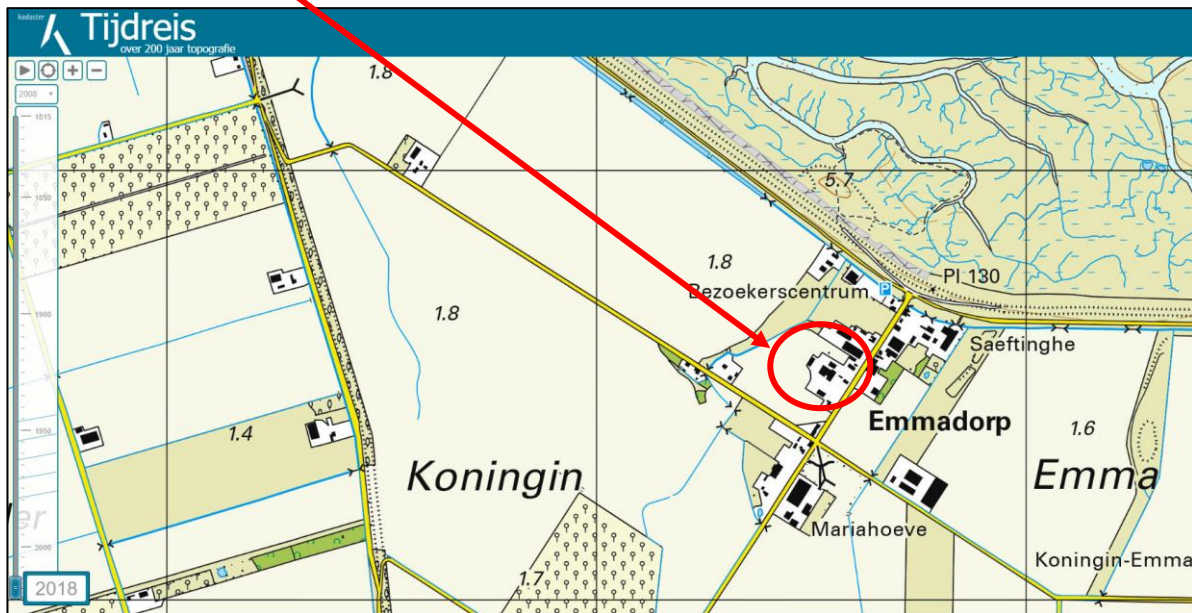 kadaster
Tijdreis
over 200 jaar topografie
2008
1815
1850
1900
1950
2000
2018
1.8
5.7
1.8
Pl 130
Bezoekerscentrum
P
1.8
Saeftinghe
Emmadorp
1.4
1.6
Koningin
Emma
Mariahoeve
Koningin-Emma
1.7
er